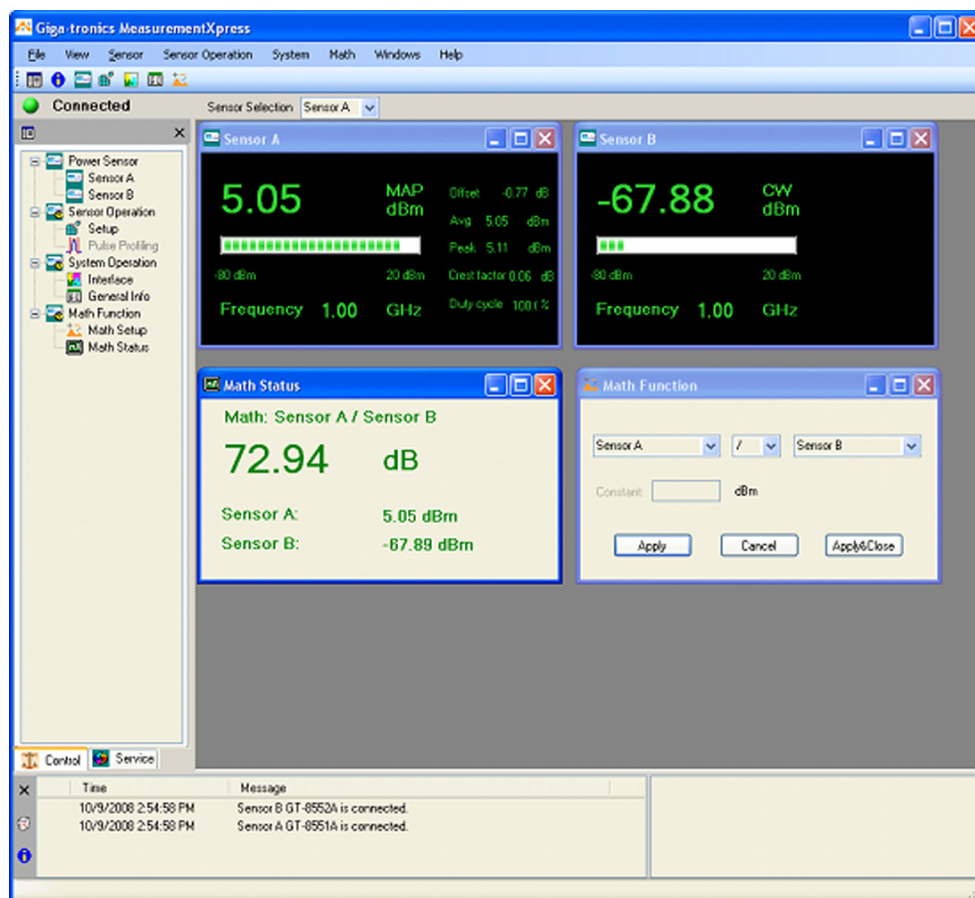 Giga-tronics MeasurementXpress
File View Sensor Sensor Operation System Math Windows Help
Connected
Sensor Selection Sensor A
Power Sensor
Sensor A
Sensor B
Sensor Operation
Setup
Pulse Profiling
System Operation
Interface
General Info
Math Function
Math Setup
Math Status
Control Service
Sensor A
5.05 MAP dBm
Offset -0.77 dB
Avg 5.05 dBm
Peak 5.11 dBm
Crest factor 0.06 dB
Duty cycle 100.( %
-80 dBm 20 dBm
Frequency 1.00 GHz
Sensor B
-67.88 CW dBm
-80 dBm 20 dBm
Frequency 1.00 GHz
Math Status
Math: Sensor A / Sensor B
72.94 dB
Sensor A: 5.05 dBm
Sensor B: -67.89 dBm
Math Function
Sensor A / Sensor B
Constant dBm
Apply Cancel Apply&Close
Time Message
10/9/2008 2:54:58 PM Sensor B GT-8552A is connected.
10/9/2008 2:54:58 PM Sensor A GT-8551A is connected.